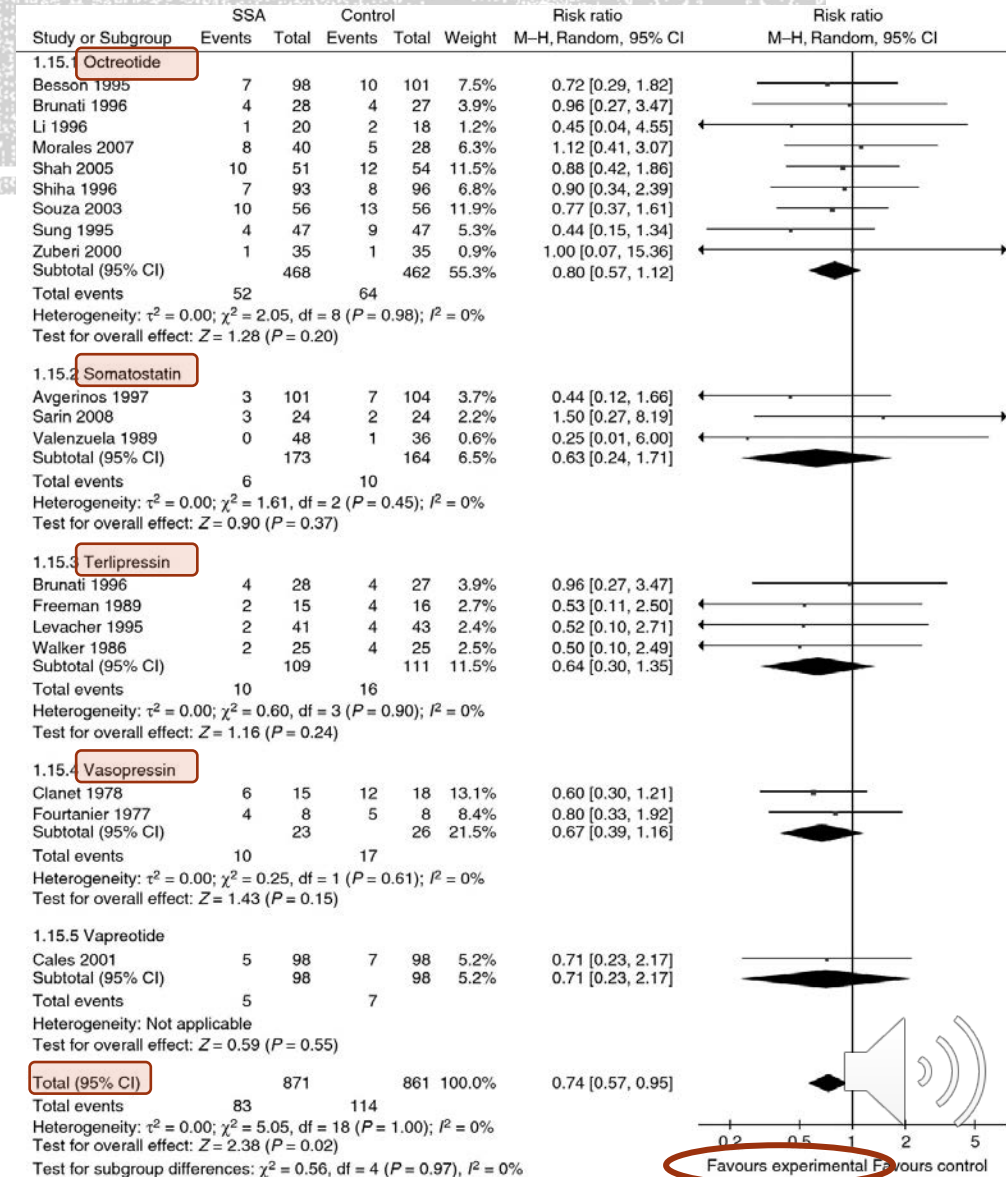 SSA Control Risk ratio Risk ratio
Study or Subgroup Events Total Events Total Weight M–H, Random, 95% CI M–H, Random, 95% CI
1.15.1 Octreotide
Besson 1995 7 98 10 101 7.5% 0.72 [0.29, 1.82]
Brunati 1996 4 28 4 27 3.9% 0.96 [0.27, 3.47]
Li 1996 1 20 2 18 1.2% 0.45 [0.04, 4.55]
Morales 2007 8 40 5 28 6.3% 1.12 [0.41, 3.07]
Shah 2005 10 51 12 54 11.5% 0.88 [0.42, 1.86]
Shiha 1996 7 93 8 96 6.8% 0.90 [0.34, 2.39]
Souza 2003 10 56 13 56 11.9% 0.77 [0.37, 1.61]
Sung 1995 4 47 9 47 5.3% 0.44 [0.15, 1.34]
Zuberi 2000 1 35 1 35 0.9% 1.00 [0.07, 15.36]
Subtotal (95% CI) 468 462 55.3% 0.80 [0.57, 1.12]
Total events 52 64
Heterogeneity: τ² = 0.00; χ² = 2.05, df = 8 (P = 0.98); I² = 0%
Test for overall effect: Z = 1.28 (P = 0.20)
1.15.2 Somatostatin
Avgerinos 1997 3 101 7 104 3.7% 0.44 [0.12, 1.66]
Sarin 2008 3 24 2 24 2.2% 1.50 [0.27, 8.19]
Valenzuela 1989 0 48 1 36 0.6% 0.25 [0.01, 6.00]
Subtotal (95% CI) 173 164 6.5% 0.63 [0.24, 1.71]
Total events 6 10
Heterogeneity: τ² = 0.00; χ² = 1.61, df = 2 (P = 0.45); I² = 0%
Test for overall effect: Z = 0.90 (P = 0.37)
1.15.3 Terlipressin
Brunati 1996 4 28 4 27 3.9% 0.96 [0.27, 3.47]
Freeman 1989 2 15 4 16 2.7% 0.53 [0.11, 2.50]
Levacher 1995 2 41 4 43 2.4% 0.52 [0.10, 2.71]
Walker 1986 2 25 4 25 2.5% 0.50 [0.10, 2.49]
Subtotal (95% CI) 109 111 11.5% 0.64 [0.30, 1.35]
Total events 10 16
Heterogeneity: τ² = 0.00; χ² = 0.60, df = 3 (P = 0.90); I² = 0%
Test for overall effect: Z = 1.16 (P = 0.24)
1.15.4 Vasopressin
Clanet 1978 6 15 12 18 13.1% 0.60 [0.30, 1.21]
Fourtanier 1977 4 8 5 8 8.4% 0.80 [0.33, 1.92]
Subtotal (95% CI) 23 26 21.5% 0.67 [0.39, 1.16]
Total events 10 17
Heterogeneity: τ² = 0.00; χ² = 0.25, df = 1 (P = 0.61); I² = 0%
Test for overall effect: Z = 1.43 (P = 0.15)
1.15.5 Vapreotide
Cales 2001 5 98 7 98 5.2% 0.71 [0.23, 2.17]
Subtotal (95% CI) 98 98 5.2% 0.71 [0.23, 2.17]
Total events 5 7
Heterogeneity: Not applicable
Test for overall effect: Z = 0.59 (P = 0.55)
Total (95% CI) 871 861 100.0% 0.74 [0.57, 0.95]
Total events 83 114
Heterogeneity: τ² = 0.00; χ² = 5.05, df = 18 (P = 1.00); I² = 0%
Test for overall effect: Z = 2.38 (P = 0.02)
0.2 0.5 1 2 5
Test for subgroup differences: χ² = 0.56, df = 4 (P = 0.97), I² = 0%
Favours experimental Favours control